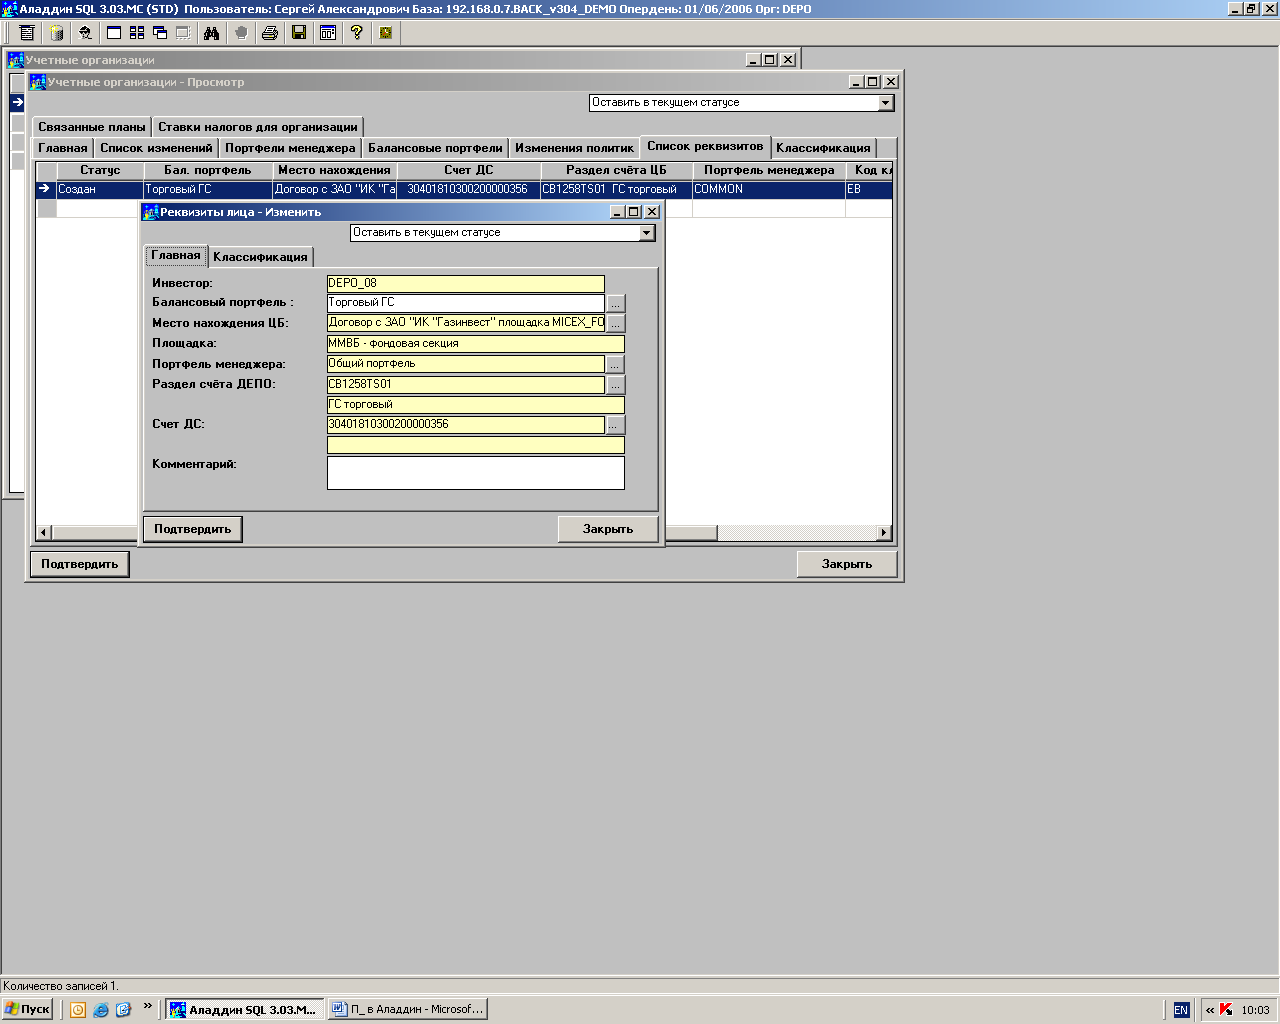 Аладдин SQL 3.03.MC (STD) Пользователь: Сергей Александрович База: 192.168.0.7.BACK_v304_DEMO Опердень: 01/06/2006 Орг: DEPO
Учетные организации
Учетные организации - Просмотр
Оставить в текущем статусе
Связанные планы Ставки налогов для организации
Главная Список изменений Портфели менеджера Балансовые портфели Изменения политик Список реквизитов Классификация
Статус Бал. портфель Место нахождения Счет ДС Раздел счёта ЦБ Портфель менеджера Код кл
Создан Торговый ГС Договор с ЗАО "ИК "Га 30401810300200000356 CB1258TS01 ГС торговый COMMON EB
Реквизиты лица - Изменить
Оставить в текущем статусе
Главная Классификация
Инвестор: DEPO_08
Балансовый портфель : Торговый ГС ...
Место нахождения ЦБ: Договор с ЗАО "ИК "Газинвест" площадка MICEX_FO ...
Площадка: ММВБ - фондовая секция
Портфель менеджера: Общий портфель ...
Раздел счёта ДЕПО: CB1258TS01 ...
ГС торговый
Счет ДС: 30401810300200000356 ...
Комментарий:
Подтвердить Закрыть
Подтвердить Закрыть
Количество записей 1.
Пуск » Аладдин SQL 3.03.M... П_ в Аладдин - Microsof... EN « 10:03